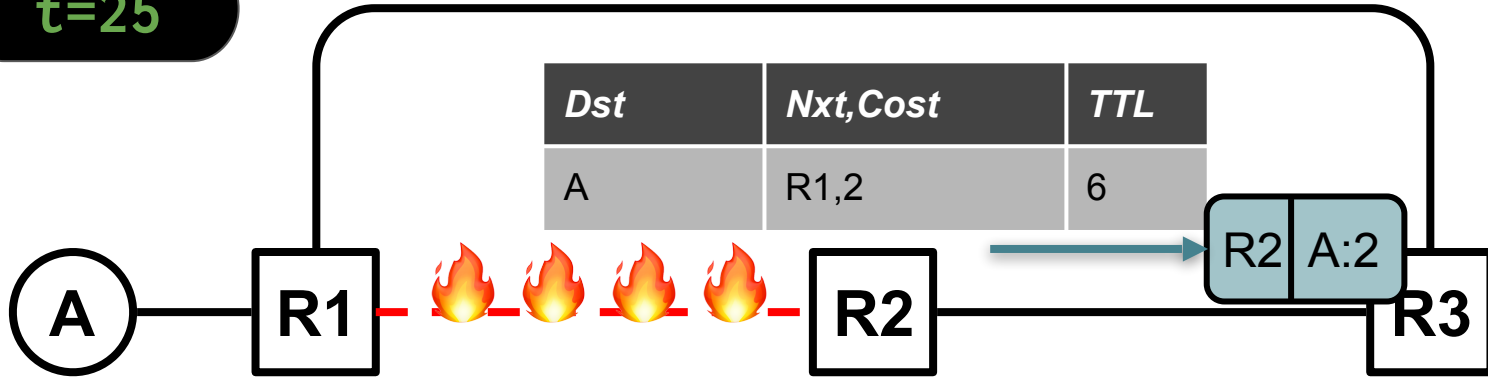 t=25
Dst Nxt,Cost TTL
A R1,2 6
R2 A:2
A R1 R2 R3